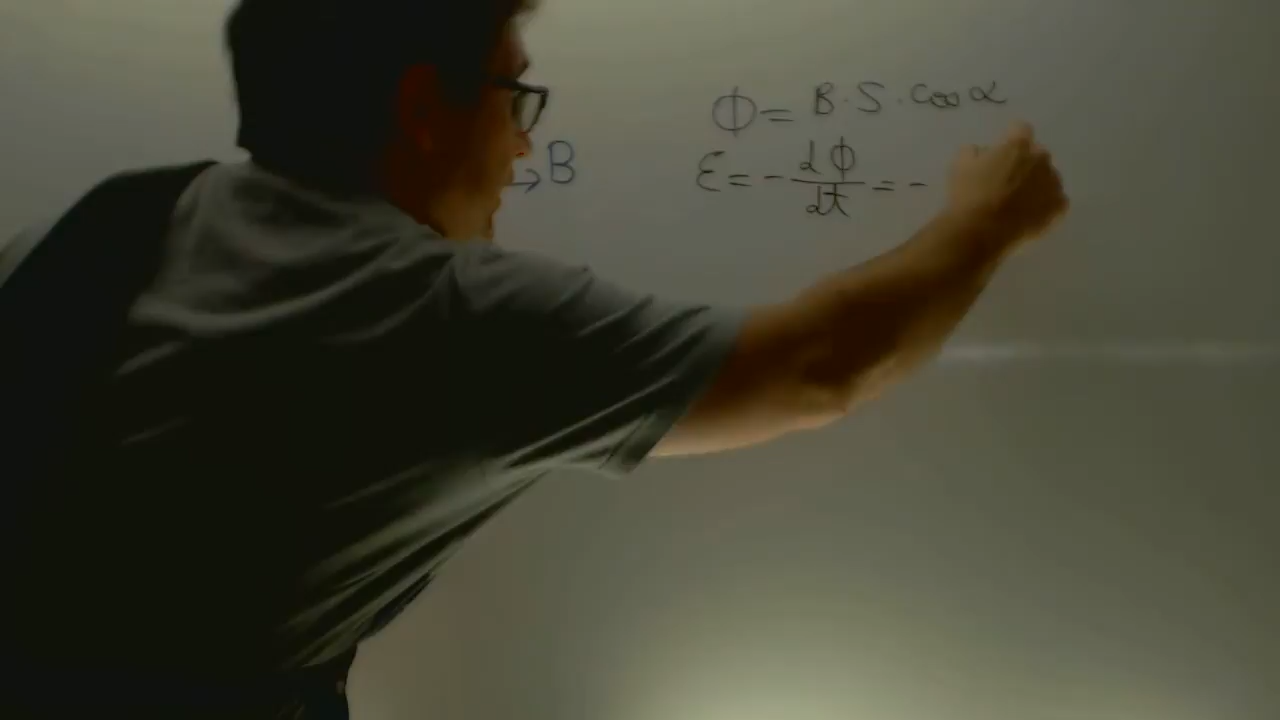 Φ = B · S · cos α
→ B
ε = - dΦ/dt = -